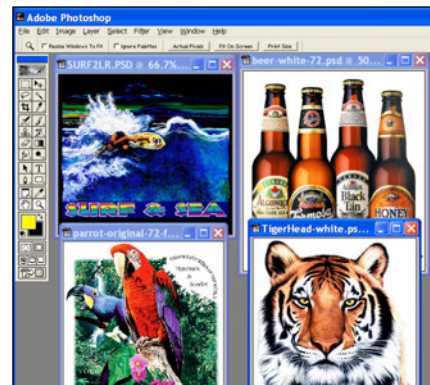 Adobe Photoshop
File Edit Image Layer Select Filter View Window Help
Resize Windows To Fit Ignore Palettes Actual Pixels Fit On Screen Print Size
SURF2LR.PSD @ 66.7%...
beer-white-72.psd @ 50...
SURF & SEA
Black
Tan
HONEY
parrot-original-72-f...
TigerHead-white.ps...